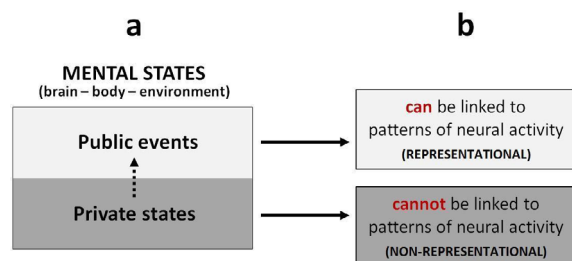 a
MENTAL STATES
(brain – body – environment)
Public events
Private states
b
can be linked to
patterns of neural activity
(REPRESENTATIONAL)
cannot be linked to
patterns of neural activity
(NON-REPRESENTATIONAL)